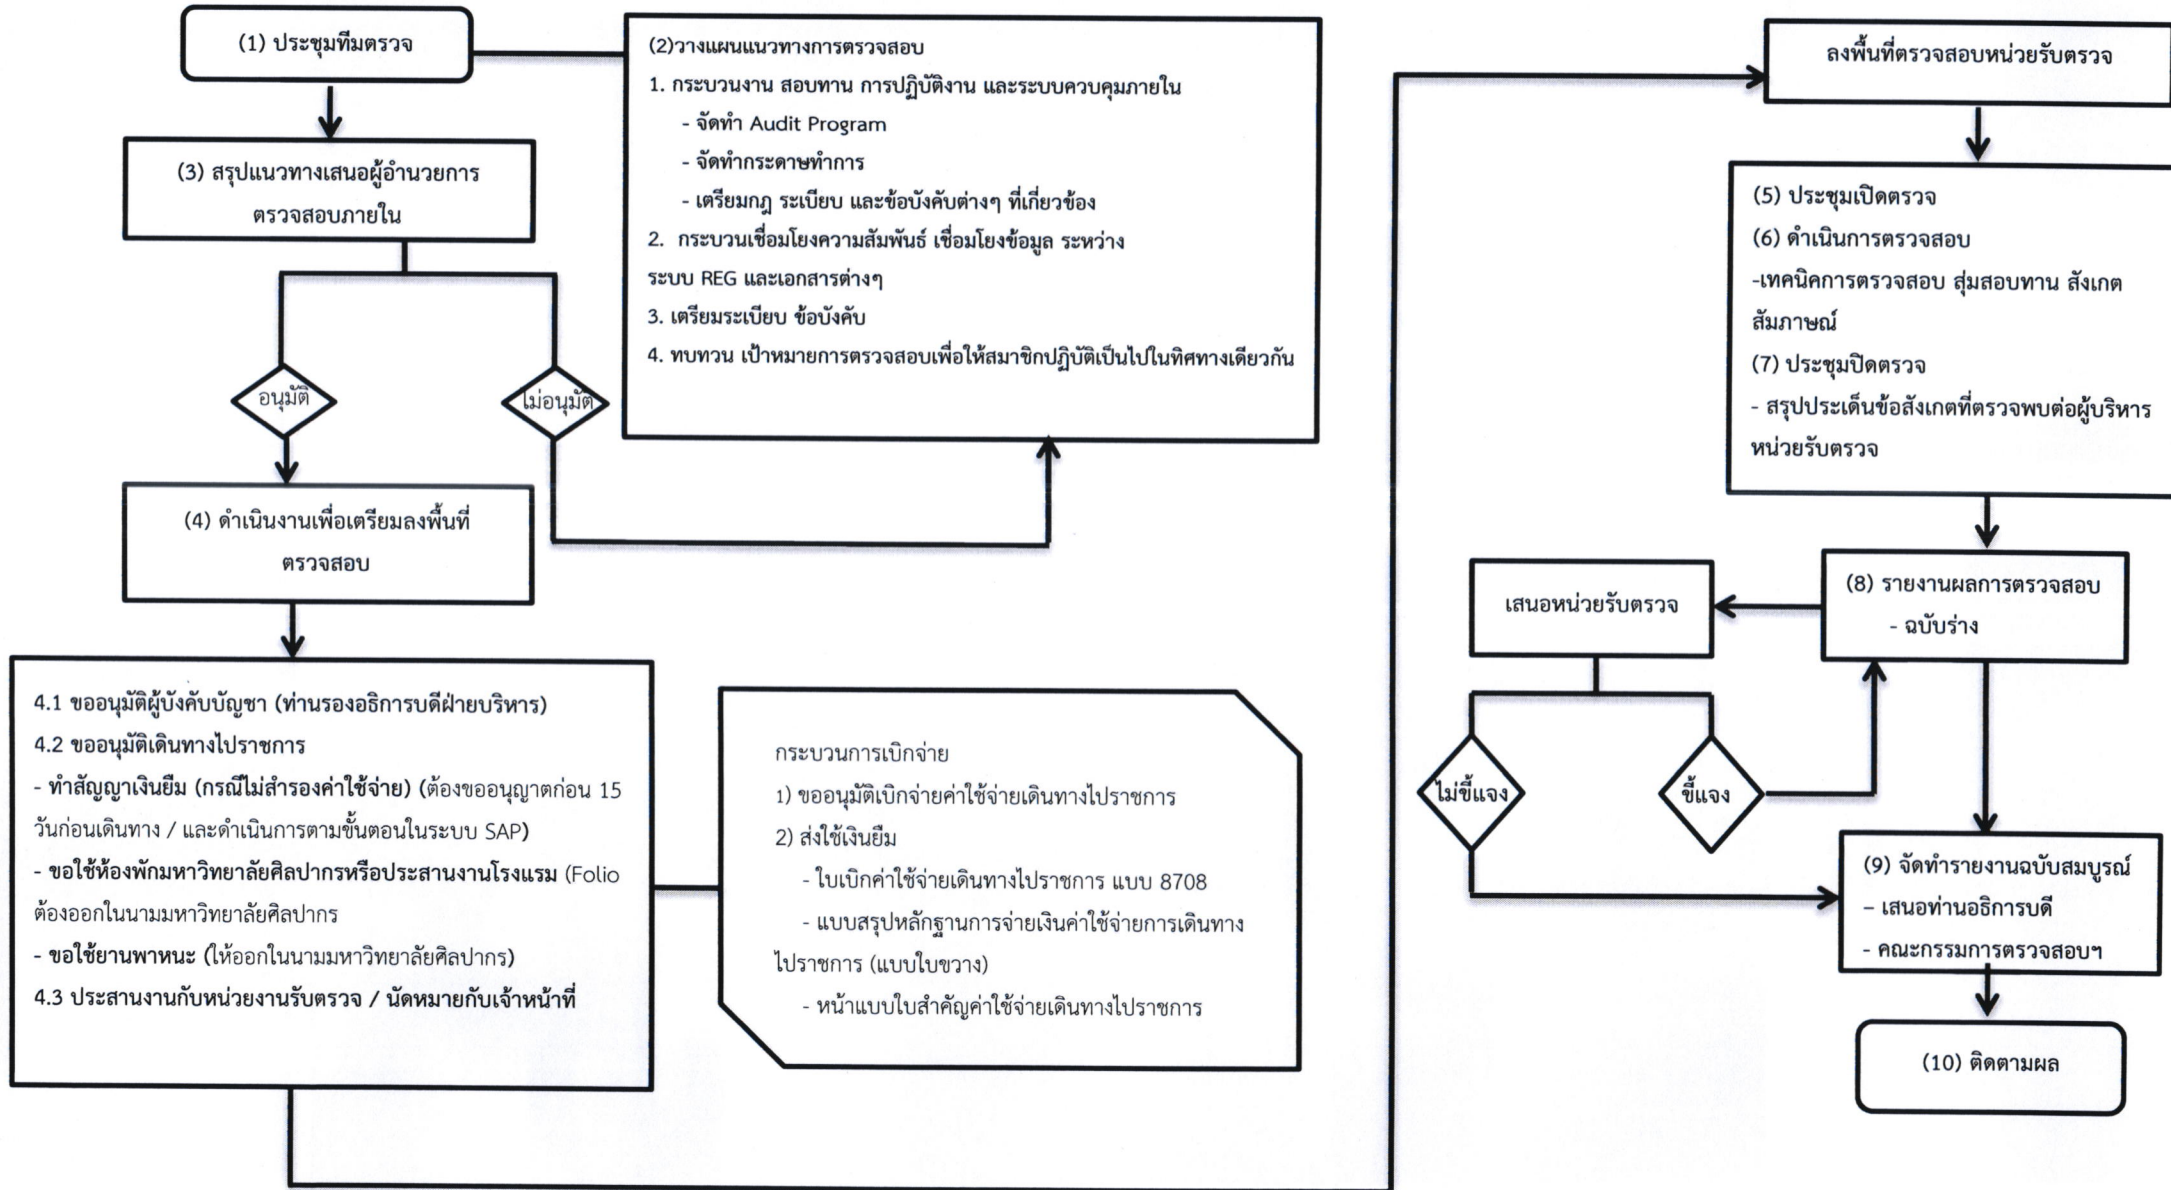 (1) ประชุมทีมตรวจ
(2)วางแผนแนวทางการตรวจสอบ
1. กระบวนงาน สอบทาน การปฏิบัติงาน และระบบควบคุมภายใน
- จัดทำ Audit Program
- จัดทำกระดาษทำการ
- เตรียมกฎ ระเบียบ และข้อบังคับต่างๆ ที่เกี่ยวข้อง
2. กระบวนเชื่อมโยงความสัมพันธ์ เชื่อมโยงข้อมูล ระหว่าง
ระบบ REG และเอกสารต่างๆ
3. เตรียมระเบียบ ข้อบังคับ
4. ทบทวน เป้าหมายการตรวจสอบเพื่อให้สมาชิกปฏิบัติเป็นไปในทิศทางเดียวกัน
(3) สรุปแนวทางเสนอผู้อำนวยการ
ตรวจสอบภายใน
อนุมัติ
ไม่อนุมัติ
(4) ดำเนินงานเพื่อเตรียมลงพื้นที่
ตรวจสอบ
4.1 ขออนุมัติผู้บังคับบัญชา (ท่านรองอธิการบดีฝ่ายบริหาร)
4.2 ขออนุมัติเดินทางไปราชการ
- ทำสัญญาเงินยืม (กรณีไม่สำรองค่าใช้จ่าย) (ต้องขออนุญาตก่อน 15
วันก่อนเดินทาง / และดำเนินการตามขั้นตอนในระบบ SAP)
- ขอใช้ห้องพักมหาวิทยาลัยศิลปากรหรือประสานงานโรงแรม (Folio
ต้องออกในนามมหาวิทยาลัยศิลปากร
- ขอใช้ยานพาหนะ (ให้ออกในนามมหาวิทยาลัยศิลปากร)
4.3 ประสานงานกับหน่วยงานรับตรวจ / นัดหมายกับเจ้าหน้าที่
กระบวนการเบิกจ่าย
1) ขออนุมัติเบิกจ่ายค่าใช้จ่ายเดินทางไปราชการ
2) ส่งใช้เงินยืม
- ใบเบิกค่าใช้จ่ายเดินทางไปราชการ แบบ 8708
- แบบสรุปหลักฐานการจ่ายเงินค่าใช้จ่ายการเดินทาง
ไปราชการ (แบบใบขวาง)
- หน้าแบบใบสำคัญค่าใช้จ่ายเดินทางไปราชการ
ลงพื้นที่ตรวจสอบหน่วยรับตรวจ
(5) ประชุมเปิดตรวจ
(6) ดำเนินการตรวจสอบ
-เทคนิคการตรวจสอบ สุ่มสอบทาน สังเกต
สัมภาษณ์
(7) ประชุมปิดตรวจ
- สรุปประเด็นข้อสังเกตที่ตรวจพบต่อผู้บริหาร
หน่วยรับตรวจ
(8) รายงานผลการตรวจสอบ
- ฉบับร่าง
เสนอหน่วยรับตรวจ
ไม่ชี้แจง
ชี้แจง
(9) จัดทำรายงานฉบับสมบูรณ์
– เสนอท่านอธิการบดี
- คณะกรรมการตรวจสอบฯ
(10) ติดตามผล